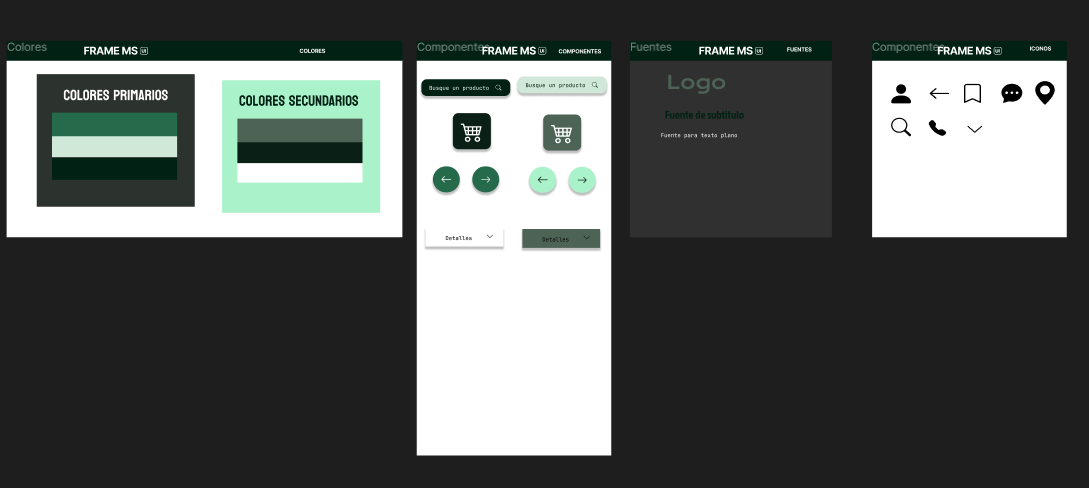 Colores
FRAME MS UI
COLORES
COLORES PRIMARIOS
COLORES SECUNDARIOS
Componentes
FRAME MS UI
COMPONENTES
Busque un producto
Busque un producto
Detalles
Detalles
Fuentes
FRAME MS UI
FUENTES
Logo
Fuente de subtitulo
Fuente para texto plano
Componentes
FRAME MS UI
ICONOS